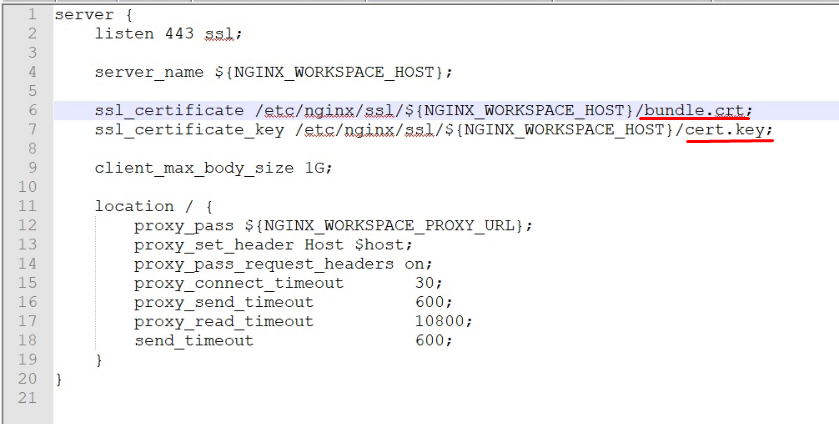 1 server {
2 listen 443 ssl;
3
4 server_name ${NGINX_WORKSPACE_HOST};
5
6 ssl_certificate /etc/nginx/ssl/${NGINX_WORKSPACE_HOST}/bundle.crt;
7 ssl_certificate_key /etc/nginx/ssl/${NGINX_WORKSPACE_HOST}/cert.key;
8
9 client_max_body_size 1G;
10
11 location / {
12 proxy_pass ${NGINX_WORKSPACE_PROXY_URL};
13 proxy_set_header Host $host;
14 proxy_pass_request_headers on;
15 proxy_connect_timeout 30;
16 proxy_send_timeout 600;
17 proxy_read_timeout 10800;
18 send_timeout 600;
19 }
20 }
21